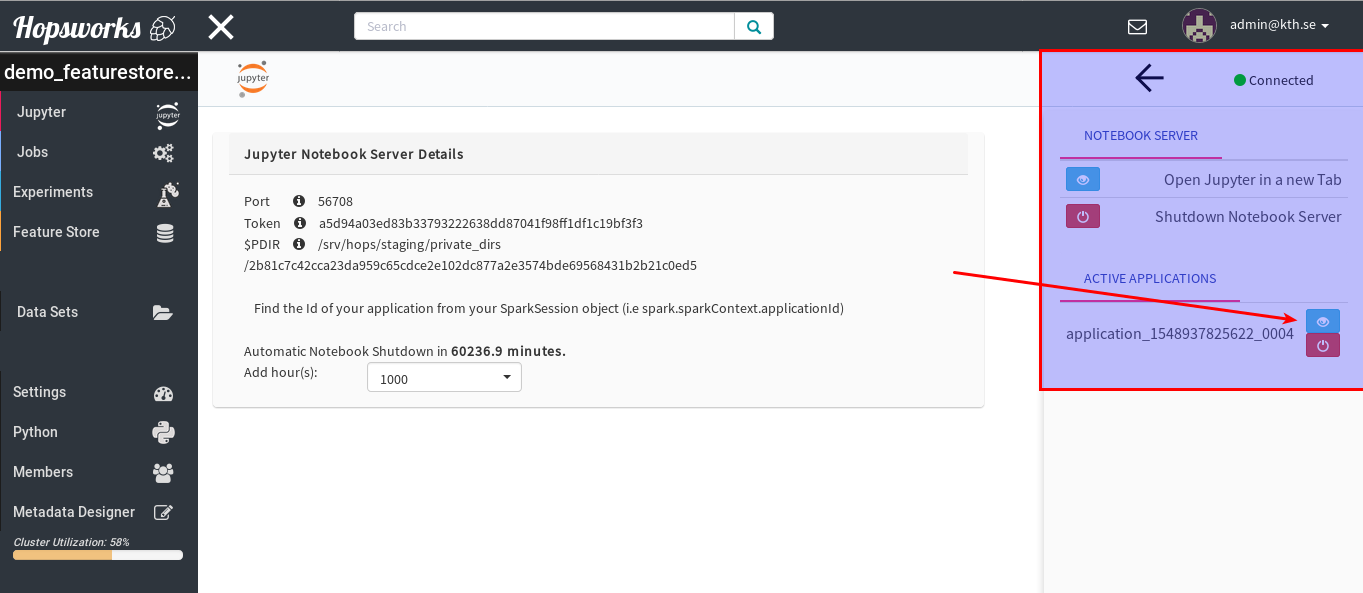 Hopsworks
Search
admin@kth.se
demo_featurestore...
Jupyter
jupyter
Jobs
Experiments
Feature Store
Data Sets
Settings
Python
Members
Metadata Designer
Cluster Utilization: 58%
jupyter
Jupyter Notebook Server Details
Port 56708
Token a5d94a03ed83b33793222638dd87041f98ff1df1c19bf3f3
$PDIR /srv/hops/staging/private_dirs
/2b81c7c42cca23da959c65cdce2e102dc877a2e3574bde69568431b2b21c0ed5
Find the Id of your application from your SparkSession object (i.e spark.sparkContext.applicationId)
Automatic Notebook Shutdown in 60236.9 minutes.
Add hour(s): 1000
Connected
NOTEBOOK SERVER
Open Jupyter in a new Tab
Shutdown Notebook Server
ACTIVE APPLICATIONS
application_1548937825622_0004